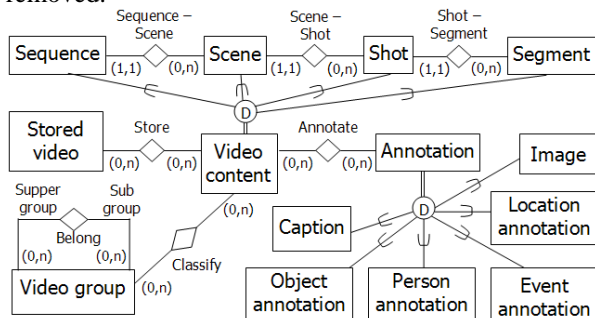 removed.
Sequence –
Scene
Scene –
Shot
Shot –
Segment
Sequence
Scene
Shot
Segment
(1,1)
(0,n)
(1,1)
(0,n)
(1,1)
(0,n)
D
Stored
video
Store
(0,n)
(0,n)
Video
content
Annotate
(0,n)
(0,n)
Annotation
Image
(0,n)
D
Supper
group
Sub
group
Belong
(0,n)
(0,n)
Classify
Caption
Location
annotation
Video group
(0,n)
Object
annotation
Person
annotation
Event
annotation